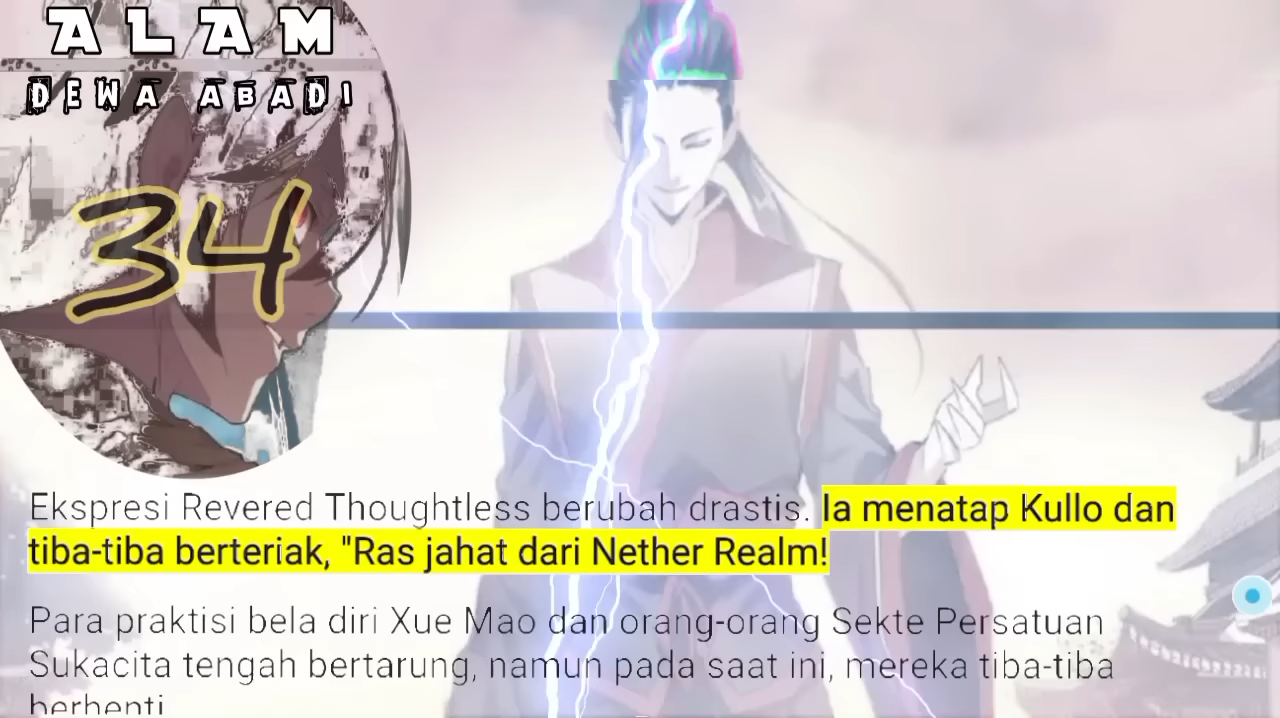 ALAM
DEWA ABADI
34
Ekspresi Revered Thoughtless berubah drastis. Ia menatap Kullo dan
tiba-tiba berteriak, "Ras jahat dari Nether Realm!
Para praktisi bela diri Xue Mao dan orang-orang Sekte Persatuan
Sukacita tengah bertarung, namun pada saat ini, mereka tiba-tiba
berhenti